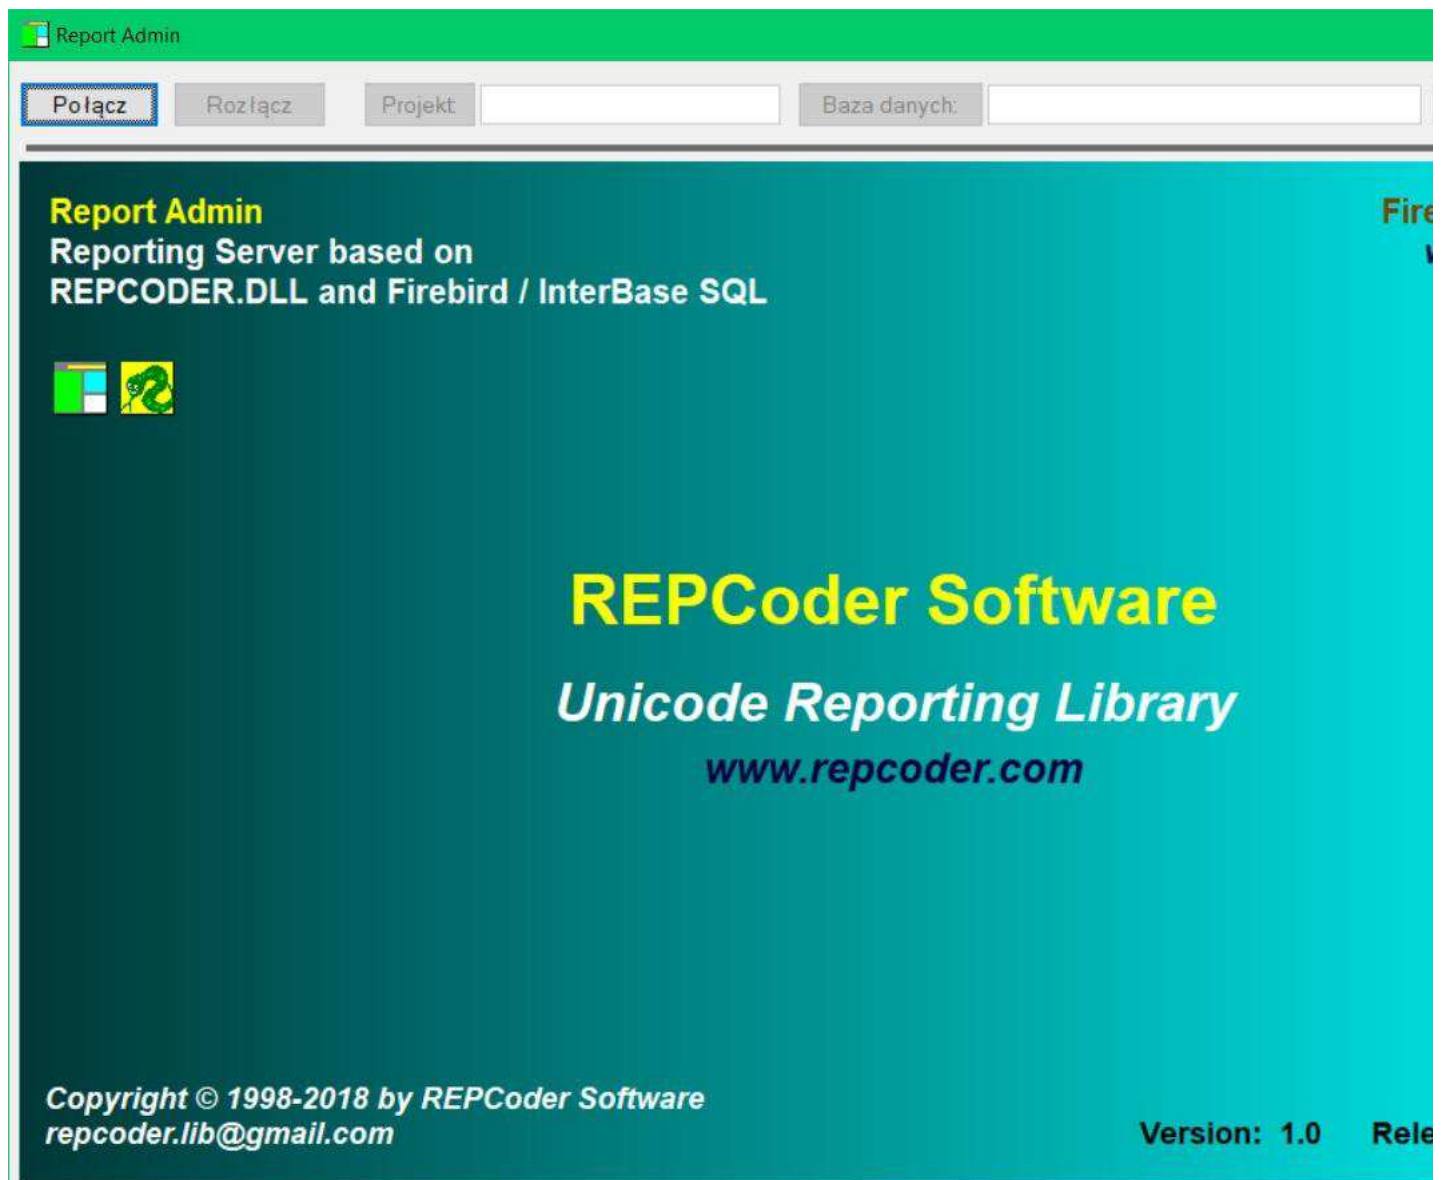 Report Admin
Połącz Rozłącz Projekt: Baza danych:
Report Admin
Reporting Server based on
REPCODER.DLL and Firebird / InterBase SQL
REPCoder Software
Unicode Reporting Library
www.repcoder.com
Copyright © 1998-2018 by REPCoder Software
repcoder.lib@gmail.com
Version: 1.0